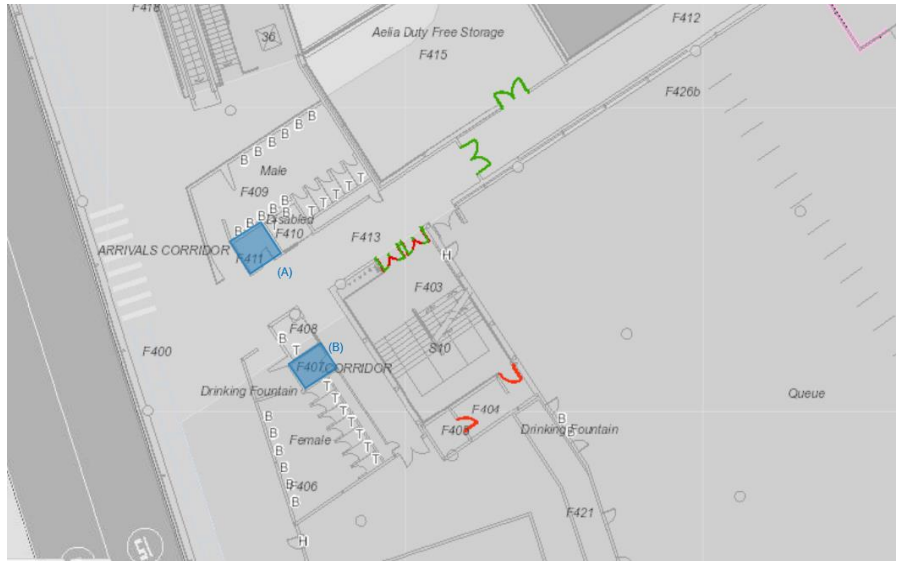 F418
36
Aelia Duty Free Storage
F415
F412
F426b
B B B B B B
Male
F409
T T T T T
B B B B B
B
Disabled
F410
F413
ARRIVALS CORRIDOR
F411
(A)
H
F403
F408
B
T
(B)
F407
CORRIDOR
S10
F400
Drinking Fountain
Queue
T T T T T T T
F404
F405
B
B
Drinking Fountain
B B B B B B B
Female
F406
F421
H